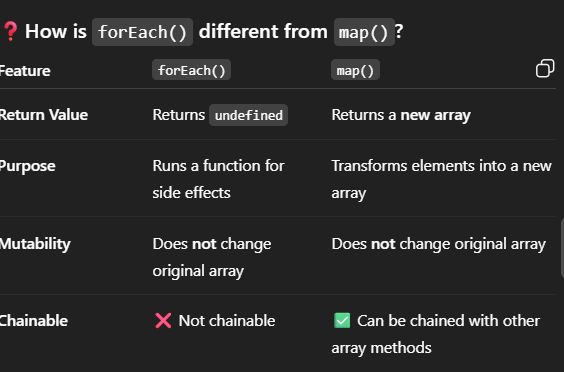 ❓ How is forEach() different from map()?
Feature forEach() map()
Return Value Returns undefined Returns a new array
Purpose Runs a function for Transforms elements into a new
side effects array
Mutability Does not change Does not change original array
original array
Chainable ❌ Not chainable ✅ Can be chained with other
array methods